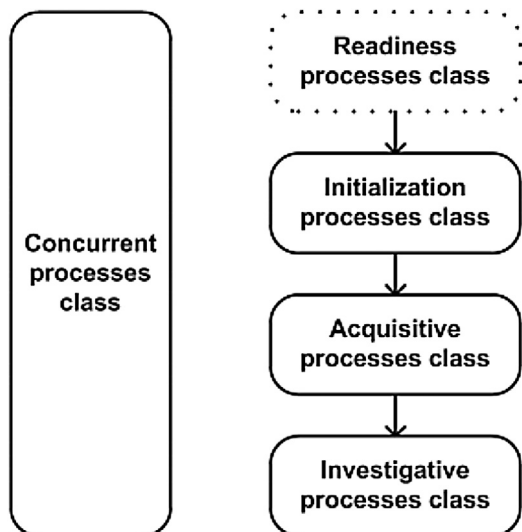 Readiness
processes class
Initialization
processes class
Concurrent
processes
class
Acquisitive
processes class
Investigative
processes class